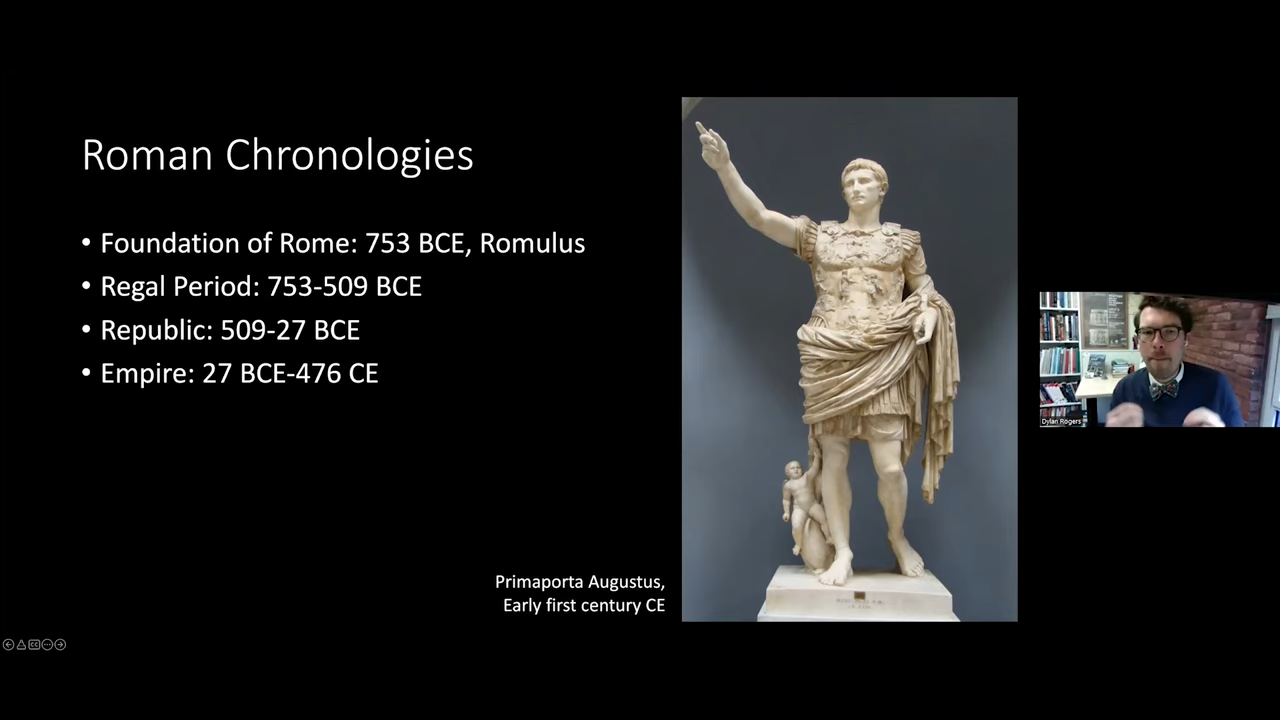 Roman Chronologies
• Foundation of Rome: 753 BCE, Romulus
• Regal Period: 753-509 BCE
• Republic: 509-27 BCE
• Empire: 27 BCE-476 CE
Primaporta Augustus,
Early first century CE
Dylan Rogers